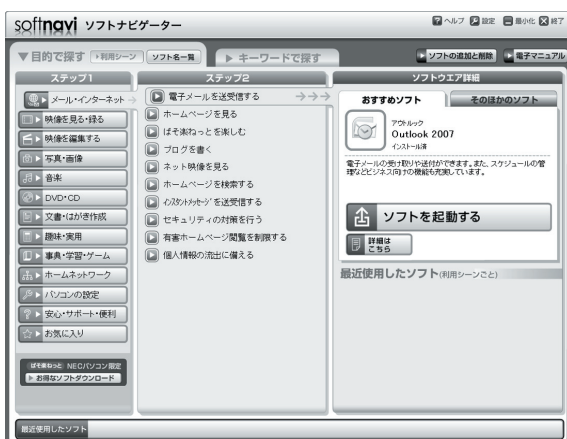 softnavi ソフトナビゲーター
ヘルプ 設定 最小化 終了
▼目的で探す ▶利用シーン ソフト名一覧 ▶キーワードで探す
ソフトの追加と削除 電子マニュアル
ステップ1
メール・インターネット
映像を見る・録る
映像を編集する
写真・画像
音楽
DVD・CD
文書・はがき作成
趣味・実用
事典・学習・ゲーム
ホームネットワーク
パソコンの設定
安心・サポート・便利
お気に入り
ぱそ楽ねっと NECパソコン限定
お得なソフトダウンロード
ステップ2
電子メールを送受信する
ホームページを見る
ぱそ楽ねっとを楽しむ
ブログを書く
ネット映像を見る
ホームページを検索する
インスタントメッセージを送受信する
セキュリティの対策を行う
有害ホームページ閲覧を制限する
個人情報の流出に備える
ソフトウエア詳細
おすすめソフト そのほかのソフト
アウトルック
Outlook 2007
インストール済
電子メールの受け取りや送付ができます。また、スケジュールの管
理などビジネス向けの機能も充実しています。
ソフトを起動する
詳細は
こちら
最近使用したソフト(利用シーンごと)
最近使用したソフト